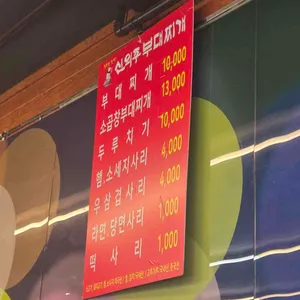 신의주부대찌개
부대찌개 10,000
소곱창부대찌개 13,000
두루치기 10,000
햄,소세지사리 4,000
우삼겹사리 4,000
라면당면사리 1,000
떡사리 1,000